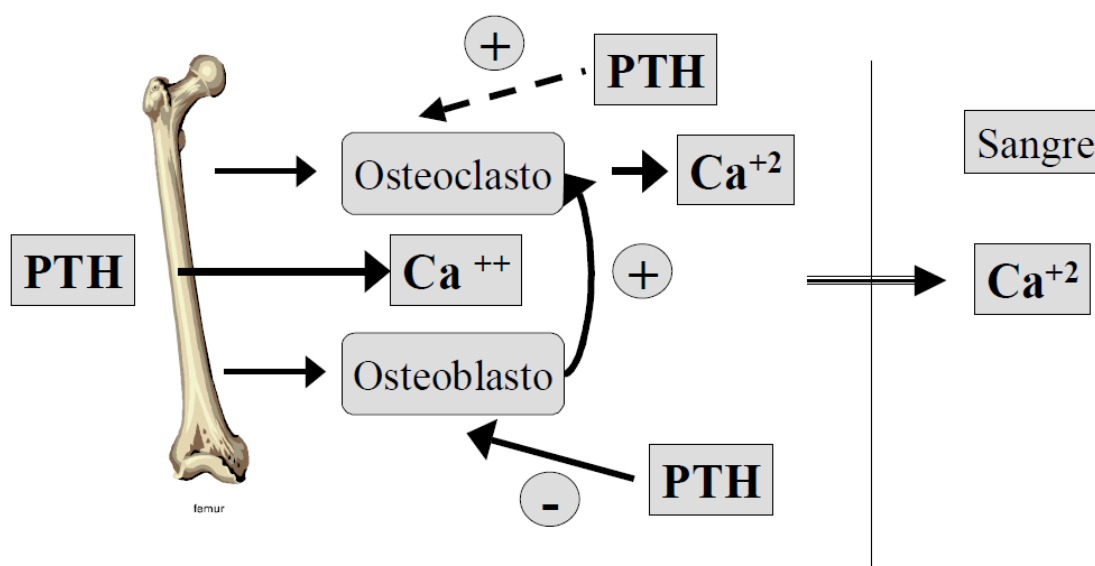 +
PTH
Osteoclasto
Ca+2
Sangre
PTH
Ca ++
+
Ca+2
Osteoblasto
PTH
-
femur